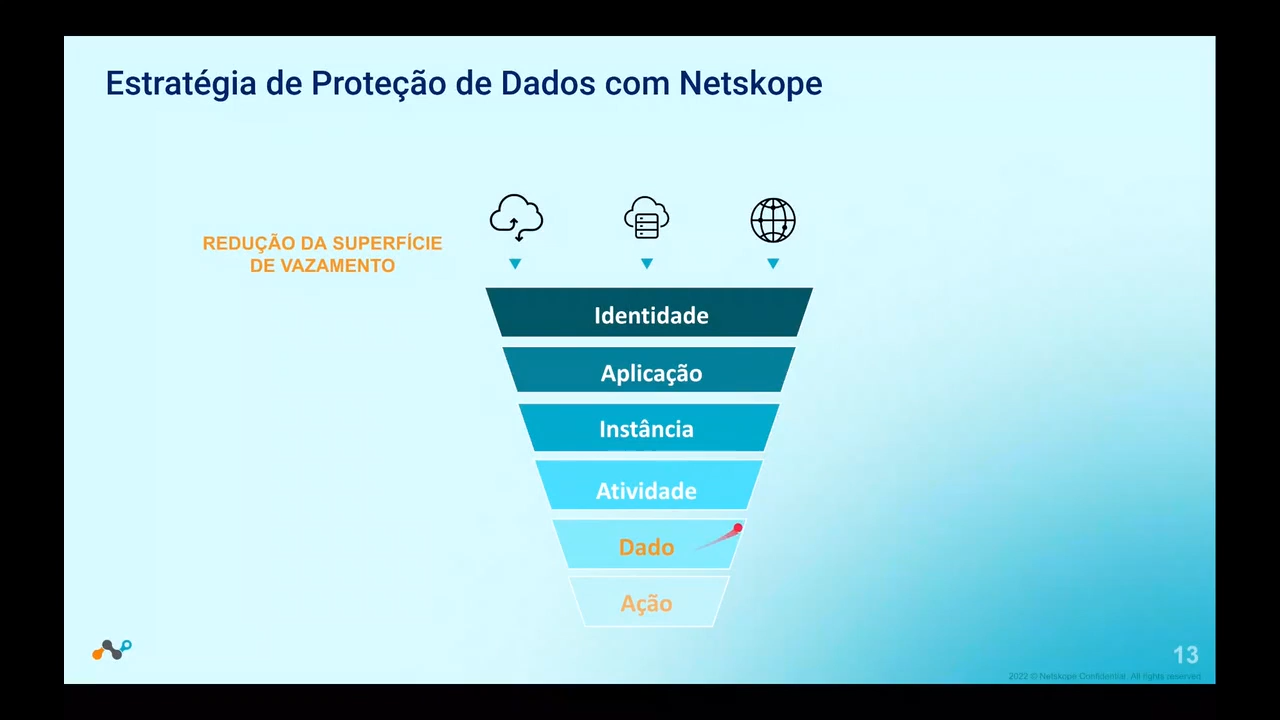 Estratégia de Proteção de Dados com Netskope
REDUÇÃO DA SUPERFÍCIE
DE VAZAMENTO
Identidade
Aplicação
Instância
Atividade
Dado
Ação
13
2022 © Netskope Confidential. All rights reserved.